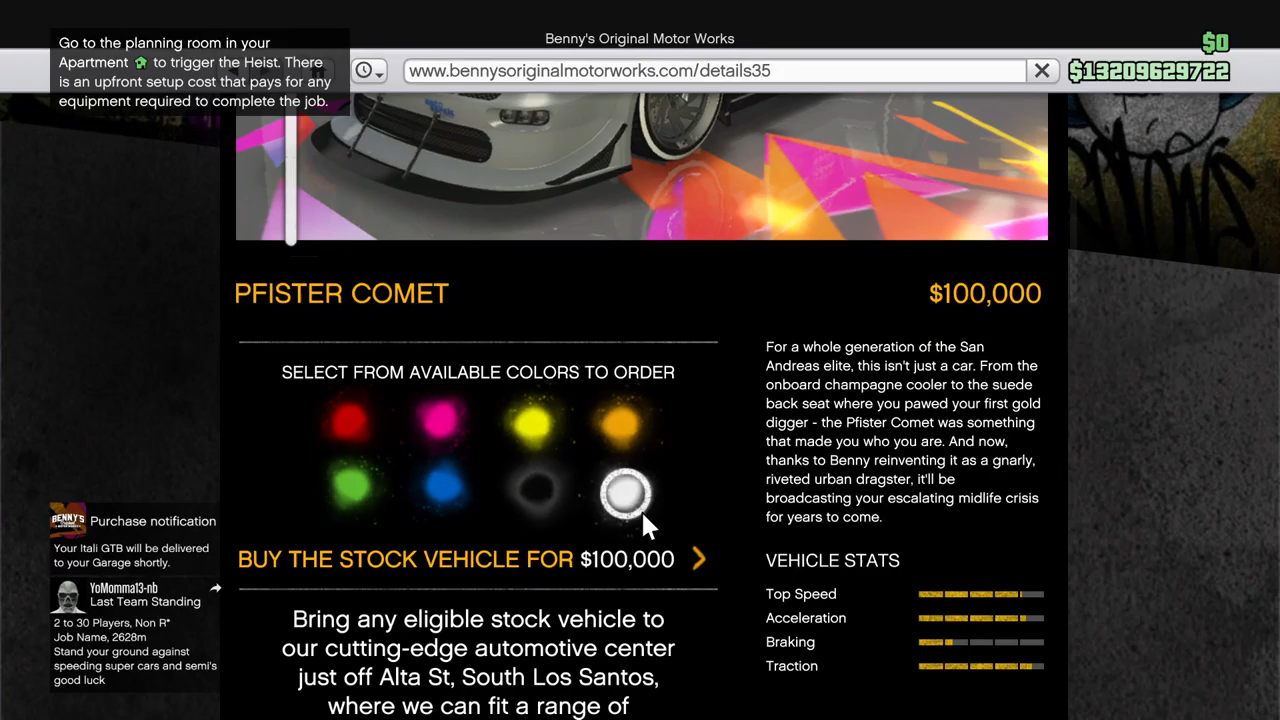 Go to the planning room in your
Apartment to trigger the Heist. There
is an upfront setup cost that pays for any
equipment required to complete the job.
Benny's Original Motor Works
$0
www.bennysoriginalmotorworks.com/details35
$13209629722
PFISTER COMET
$100,000
SELECT FROM AVAILABLE COLORS TO ORDER
BUY THE STOCK VEHICLE FOR $100,000
Bring any eligible stock vehicle to
our cutting-edge automotive center
just off Alta St, South Los Santos,
where we can fit a range of
For a whole generation of the San
Andreas elite, this isn't just a car. From the
onboard champagne cooler to the suede
back seat where you pawed your first gold
digger - the Pfister Comet was something
that made you who you are. And now,
thanks to Benny reinventing it as a gnarly,
riveted urban dragster, it'll be
broadcasting your escalating midlife crisis
for years to come.
VEHICLE STATS
Top Speed
Acceleration
Braking
Traction
BENNY'S
Purchase notification
Your Itali GTB will be delivered
to your Garage shortly.
YoMomma13-nb
Last Team Standing
2 to 30 Players, Non R*
Job Name, 2628m
Stand your ground against
speeding super cars and semi's
good luck